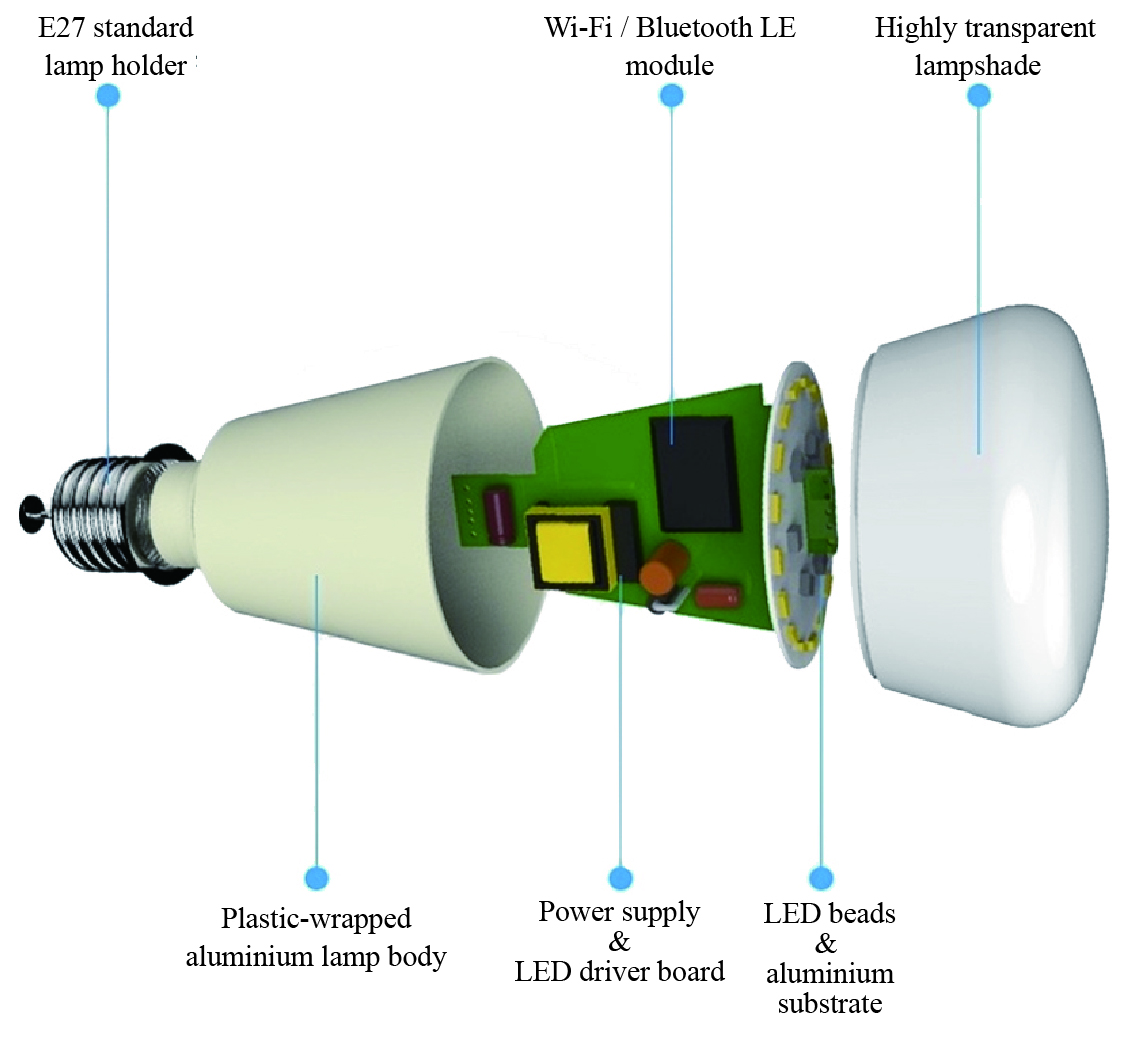 E27 standard
lamp holder
Wi-Fi / Bluetooth LE
module
Highly transparent
lampshade
Plastic-wrapped
aluminium lamp body
Power supply
&
LED driver board
LED beads
&
aluminium
substrate